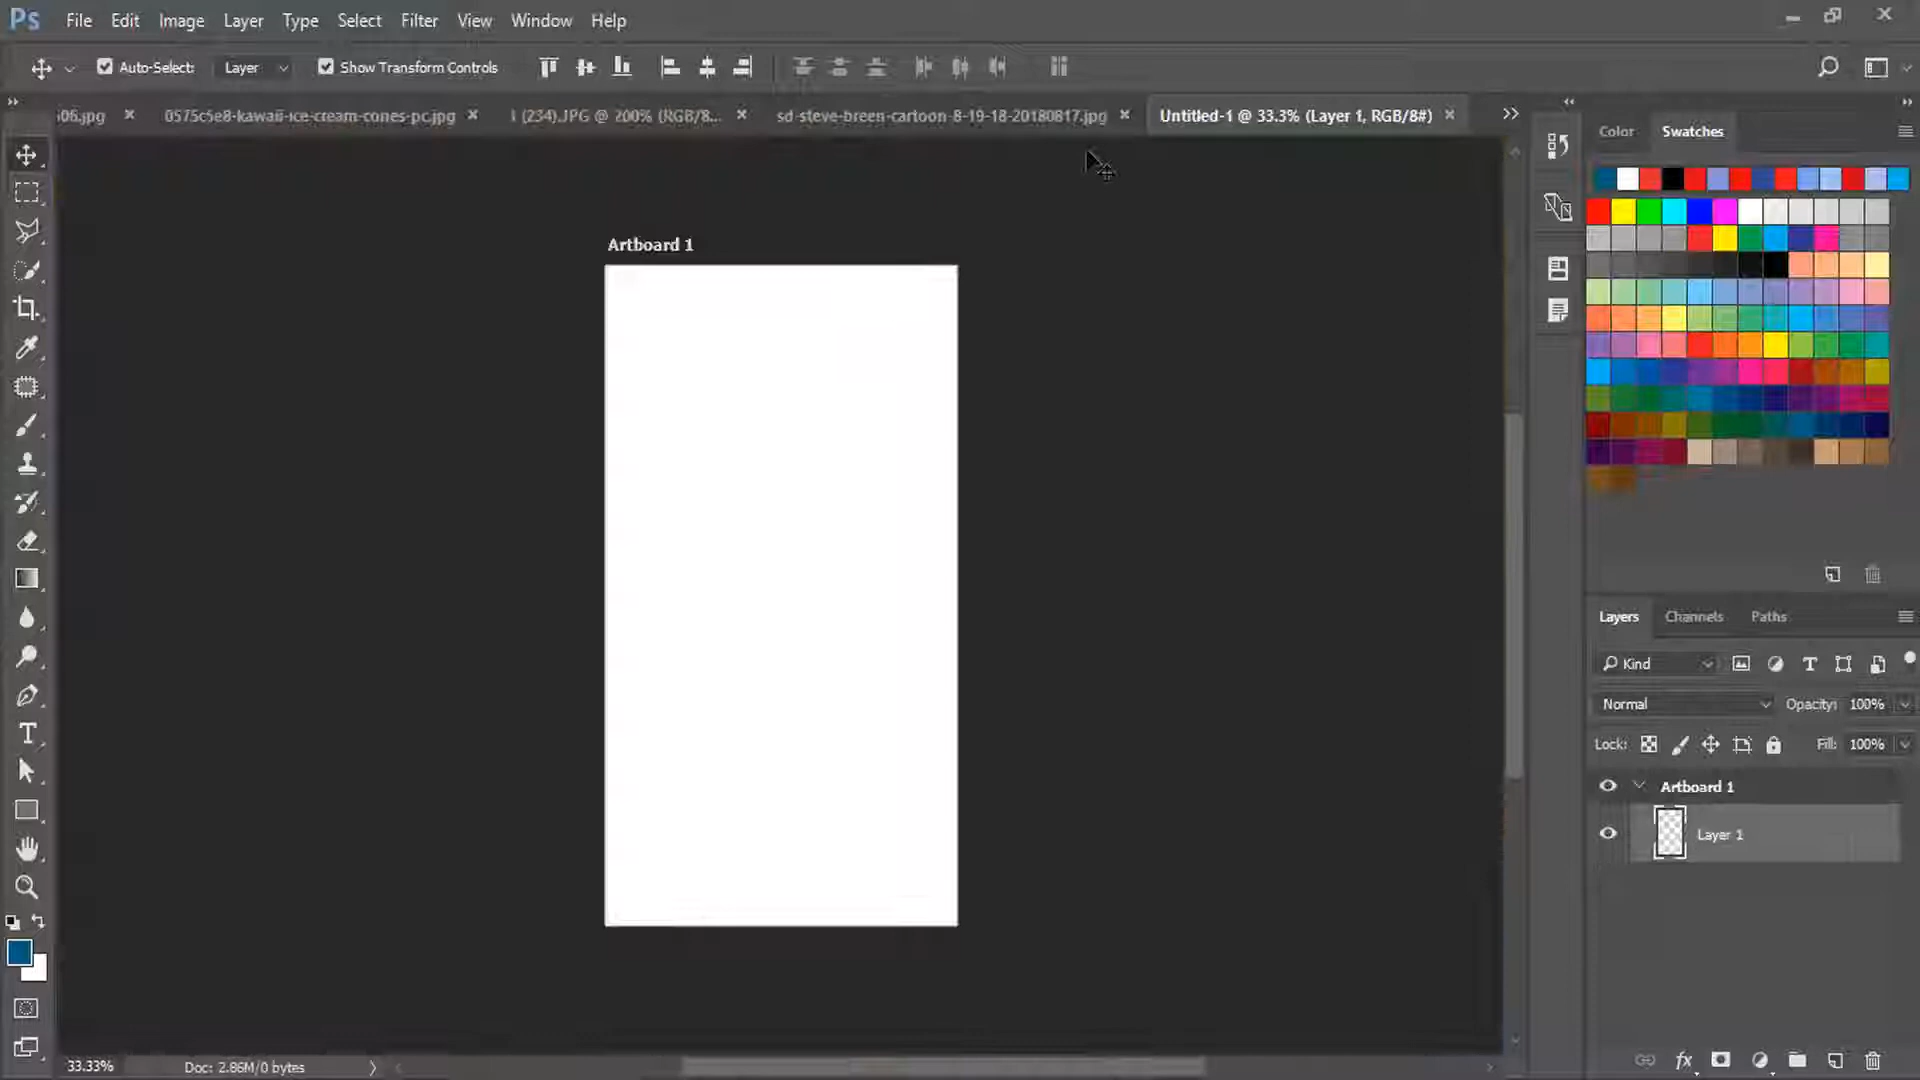 Ps File Edit Image Layer Type Select Filter View Window Help
Auto-Select: Layer Show Transform Controls
606.jpg × 0575c5e8-kawaii-ice-cream-cones-pc.jpg × 1 (234).JPG @ 200% (RGB/8... × sd-steve-breen-cartoon-8-19-18-20180817.jpg × Untitled-1 @ 33.3% (Layer 1, RGB/8#) ×
Color Swatches
Artboard 1
Layers Channels Paths
Kind
Normal Opacity: 100%
Lock: Fill: 100%
Artboard 1
Layer 1
33.33% Doc: 2.86M/0 bytes